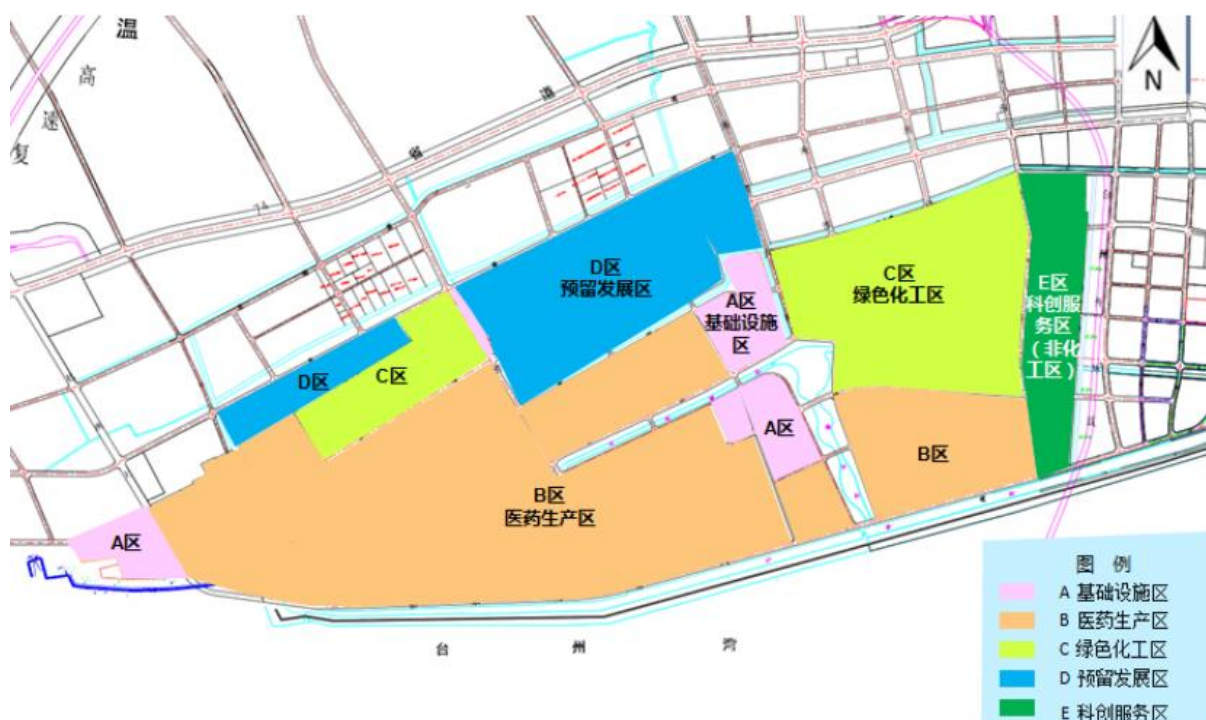 温
高
速
复
道
省
74
N
D区
预留发展区
C区
绿色化工区
E区
科创服
务区
（非化
工区）
A区
基础设施
区
D区
C区
A区
B区
B区
医药生产区
A区
台 州 湾
图 例
A 基础设施区
B 医药生产区
C 绿色化工区
D 预留发展区
E 科创服务区